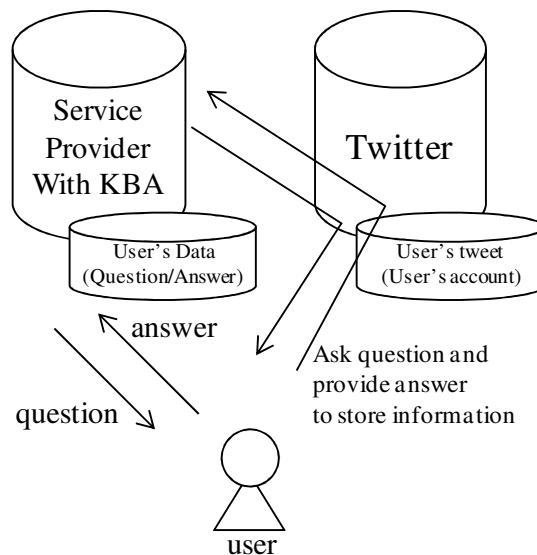 Service
Provider
With KBA
Twitter
User's Data
(Question/Answer)
User's tweet
(User's account)
answer
question
Ask question and
provide answer
to store information
user